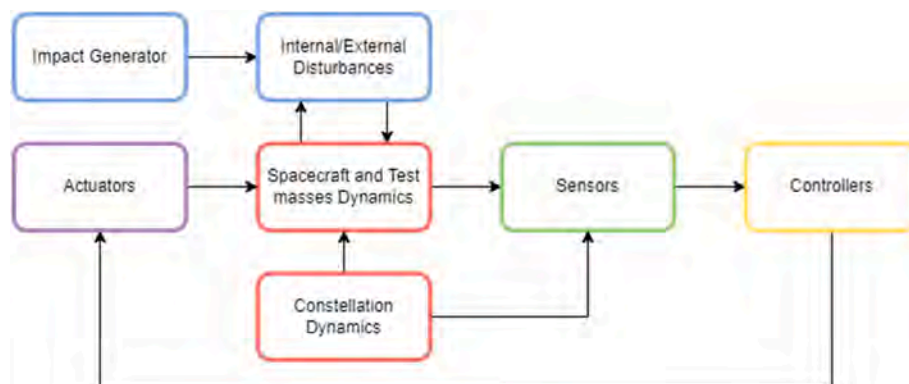 Impact Generator
Internal/External
Disturbances
Actuators
Spacecraft and Test
masses Dynamics
Sensors
Controllers
Constellation
Dynamics